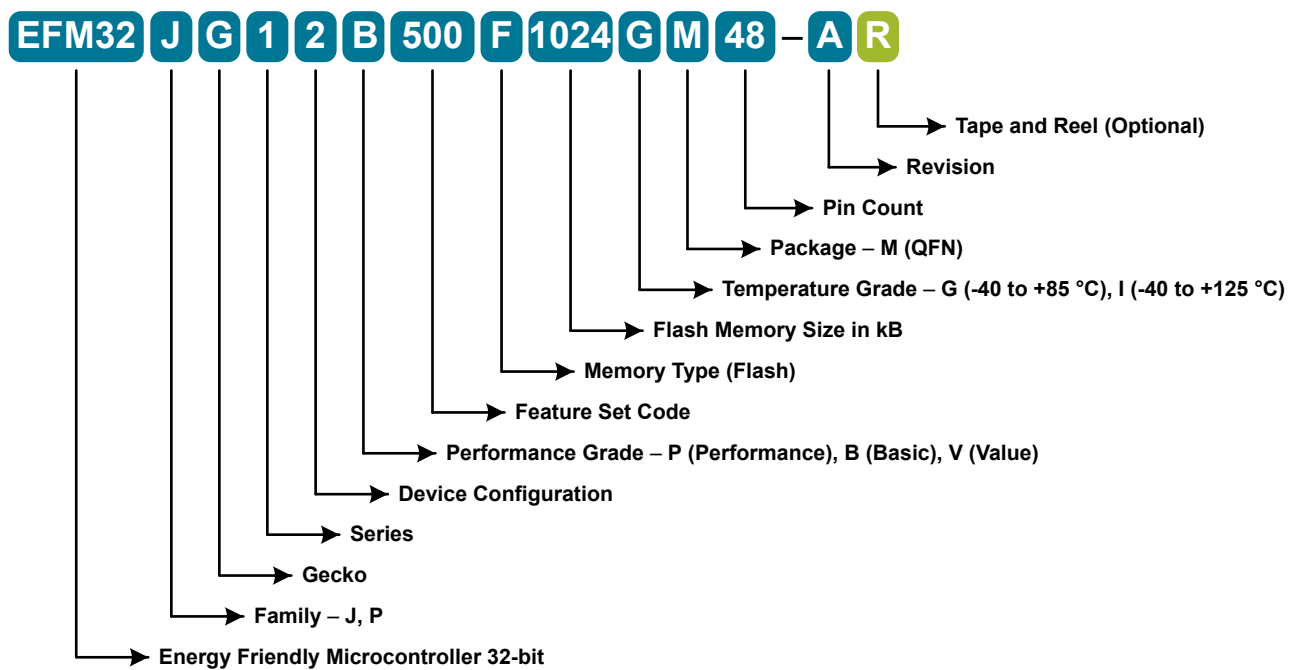 EFM32 J G 1 2 B 500 F 1024 G M 48 – A R
Tape and Reel (Optional)
Revision
Pin Count
Package – M (QFN)
Temperature Grade – G (-40 to +85 °C), I (-40 to +125 °C)
Flash Memory Size in kB
Memory Type (Flash)
Feature Set Code
Performance Grade – P (Performance), B (Basic), V (Value)
Device Configuration
Series
Gecko
Family – J, P
Energy Friendly Microcontroller 32-bit